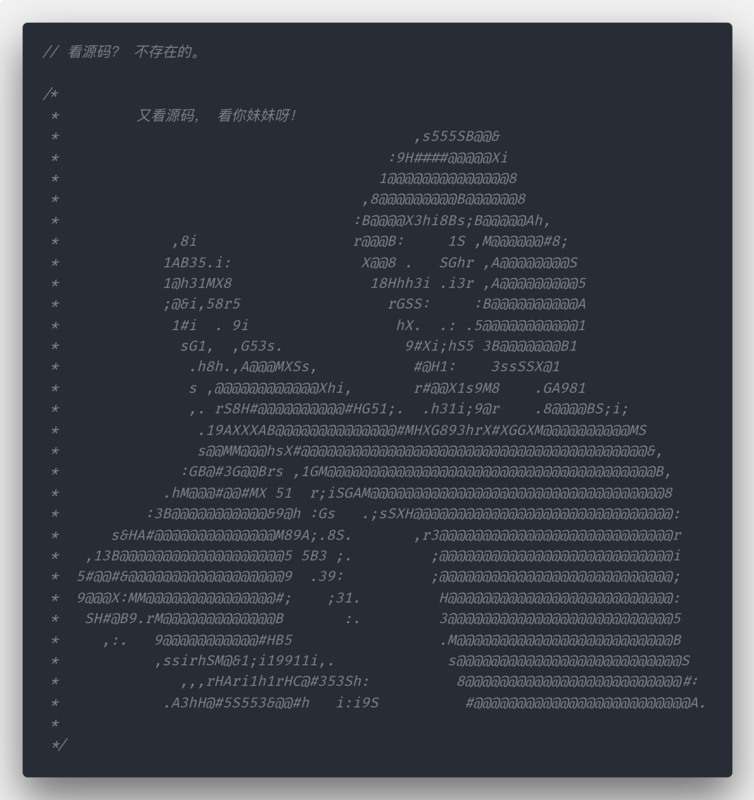 // 看源码? 不存在的。
/*
 * 又看源码, 看你妹妹呀!
 * ,s555SB@@&
 * :9H####@@@@@Xi
 * 1@@@@@@@@@@@@@@8
 * ,8@@@@@@@@@B@@@@@@8
 * :B@@@@X3hi8Bs;B@@@@@Ah,
 * ,8i r@@@B: 1S ,M@@@@@@#8;
 * 1AB35.i: X@@8 . SGhr ,A@@@@@@@@S
 * 1@h31MX8 18Hhh3i .i3r ,A@@@@@@@@@5
 * ;@&i,58r5 rGSS: :B@@@@@@@@@@A
 * 1#i . 9i hX. .: .5@@@@@@@@@@@1
 * sG1, ,G53s. 9#Xi;hS5 3B@@@@@@@B1
 * .h8h.,A@@@MXSs, #@H1: 3ssSSX@1
 * s ,@@@@@@@@@@@@Xhi, r#@@X1s9M8 .GA981
 * ,. rS8H#@@@@@@@@@@#HG51;. .h31i;9@r .8@@@@BS;i;
 * .19AXXXAB@@@@@@@@@@@@@@#MHXG893hrX#XGGXM@@@@@@@@@@MS
 * s@@MM@@@hsX#@@@@@@@@@@@@@@@@@@@@@@@@@@@@@@@@@@@@@@@@&,
 * :GB@#3G@@Brs ,1GM@@@@@@@@@@@@@@@@@@@@@@@@@@@@@@@@@@@@@@B,
 * .hM@@@#@@#MX 51 r;iSGAM@@@@@@@@@@@@@@@@@@@@@@@@@@@@@@@@@@8
 * :3B@@@@@@@@@@@&9@h :Gs .;sSXH@@@@@@@@@@@@@@@@@@@@@@@@@@@@@@:
 * s&HA#@@@@@@@@@@@@@@M89A;.8S. ,r3@@@@@@@@@@@@@@@@@@@@@@@@@@@r
 * ,13B@@@@@@@@@@@@@@@@@@@5 5B3 ;. ;@@@@@@@@@@@@@@@@@@@@@@@@@@@i
 * 5#@@#&@@@@@@@@@@@@@@@@@@9 .39: ;@@@@@@@@@@@@@@@@@@@@@@@@@@@;
 * 9@@@X:MM@@@@@@@@@@@@@@@#; ;31. H@@@@@@@@@@@@@@@@@@@@@@@@@@:
 * SH#@B9.rM@@@@@@@@@@@@@B :. 3@@@@@@@@@@@@@@@@@@@@@@@@@@5
 * ,:. 9@@@@@@@@@@@#HB5 .M@@@@@@@@@@@@@@@@@@@@@@@@@B
 * ,ssirhSM@&1;i19911i,. s@@@@@@@@@@@@@@@@@@@@@@@@@@S
 * ,,,rHAri1h1rHC@#353Sh: 8@@@@@@@@@@@@@@@@@@@@@@@@@#:
 * .A3hH@#5S553&@@#h i:i9S #@@@@@@@@@@@@@@@@@@@@@@@@@A.
 *
 */